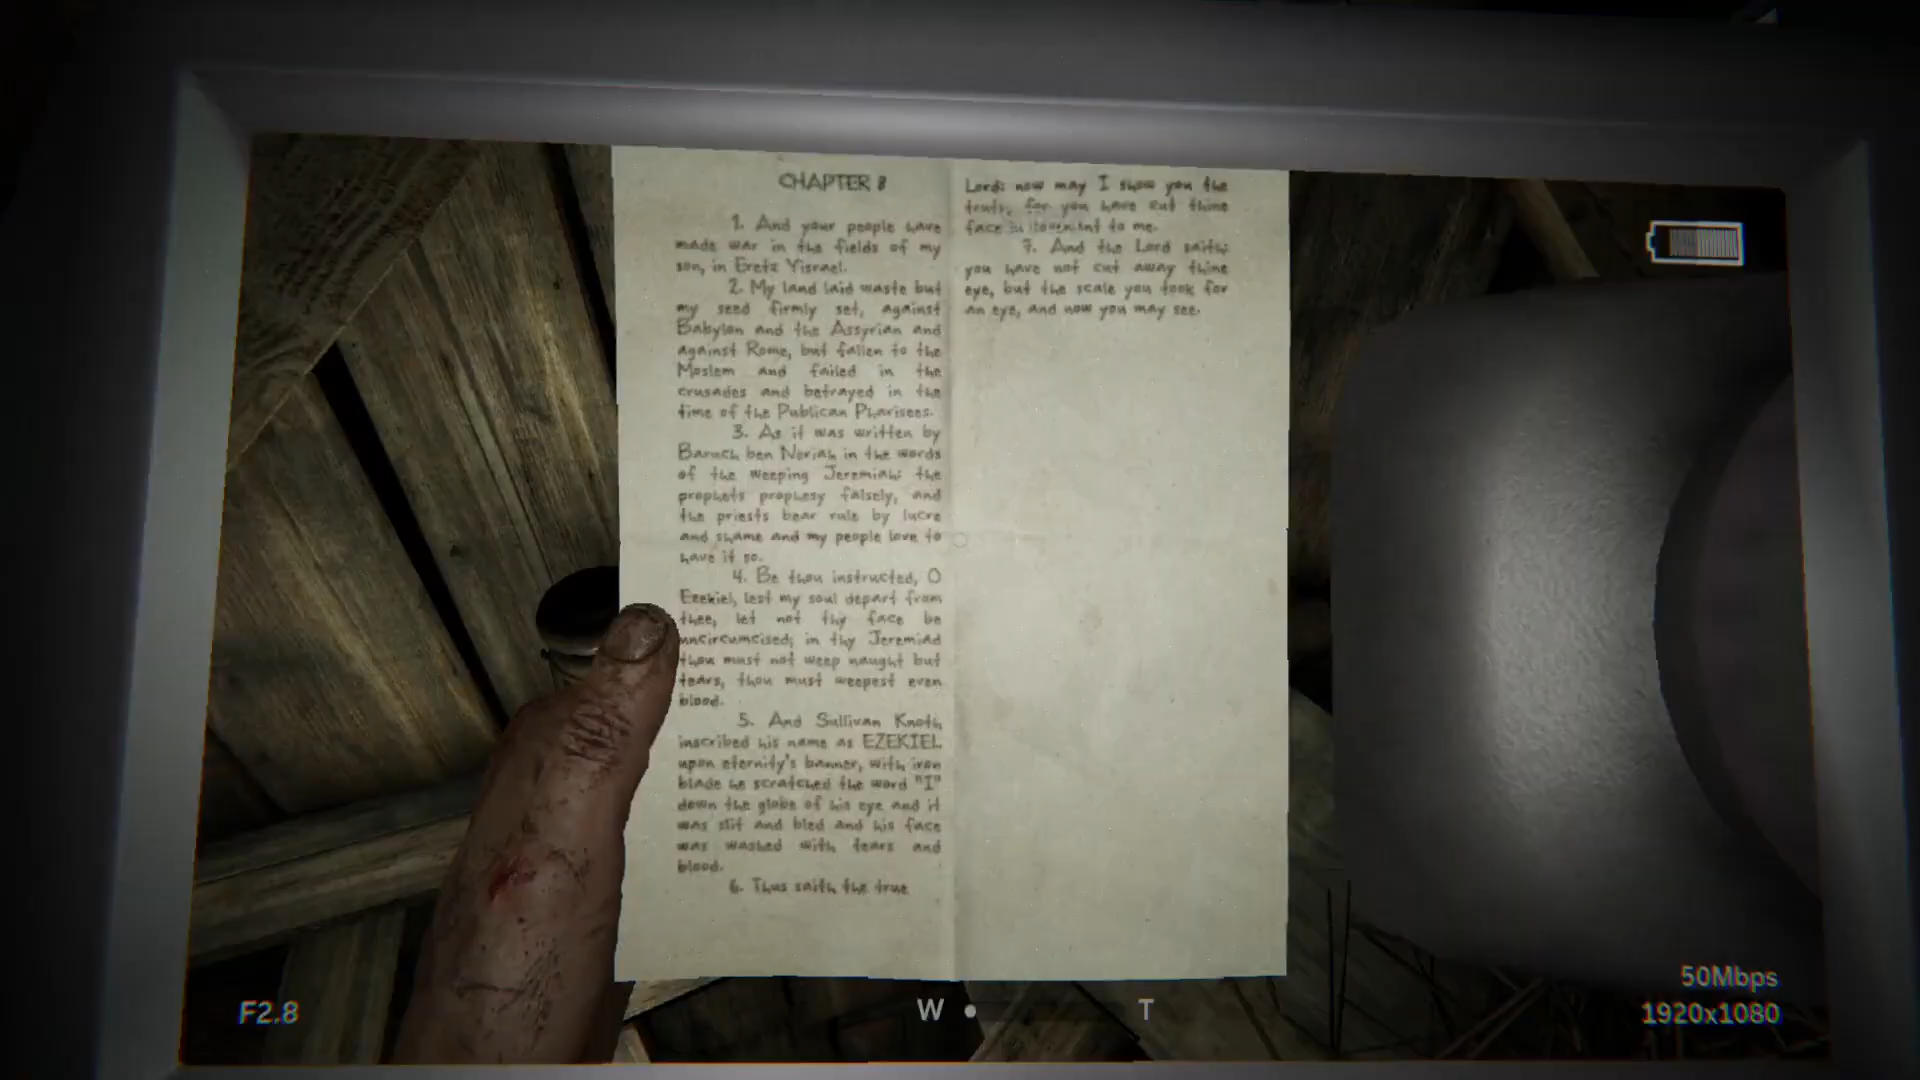 CHAPTER 8
1. And your people have
made war in the fields of my
son, in Eretz Yisrael.
2. My land laid waste but
my seed firmly set, against
Babylon and the Assyrian and
against Rome, but fallen to the
Moslem and failed in the
crusades and betrayed in the
time of the Publican Pharisees.
3. As it was written by
Baruch ben Noriah in the words
of the weeping Jeremiah: the
prophets prophesy falsely, and
the priests bear rule by lucre
and shame and my people love to
have it so.
4. Be thou instructed, O
Ezekiel, lest my soul depart from
thee, let not thy face be
uncircumcised; in thy Jeremiad
thou must not weep naught but
tears, thou must weepest even
blood.
5. And Sullivan Knoth
inscribed his name as EZEKIEL
upon eternity's banner, with iron
blade he scratched the word "I"
down the globe of his eye and it
was slit and bled and his face
was washed with tears and
blood.
6. Thus saith the true
Lord: now may I show you the
truth, for you have cut thine
face in covenant to me.
7. And the Lord saith:
you have not cut away thine
eye, but the scale you took for
an eye, and now you may see.
F2.8
W T
50Mbps
1920x1080